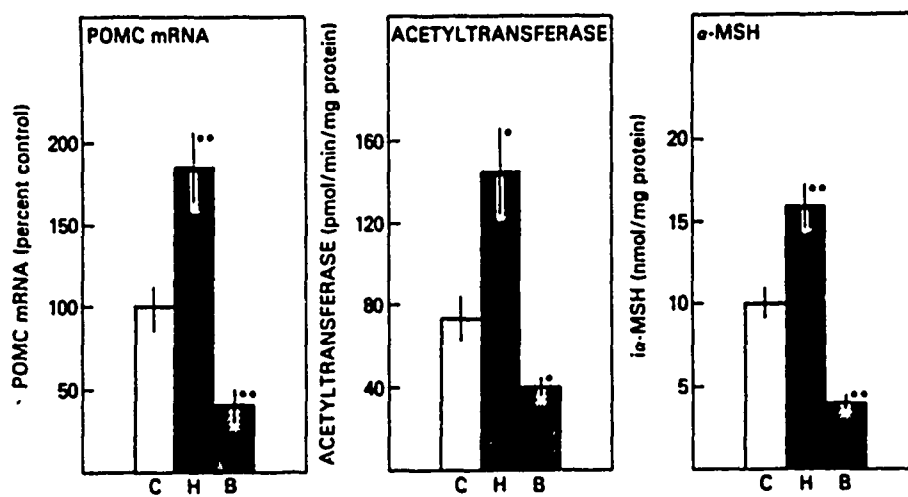 POMC mRNA
POMC mRNA (percent control)
200
150
100
50
C H B
ACETYLTRANSFERASE
ACETYLTRANSFERASE (pmol/min/mg protein)
160
120
80
40
C H B
α-MSH
iα-MSH (nmol/mg protein)
20
15
10
5
C H B